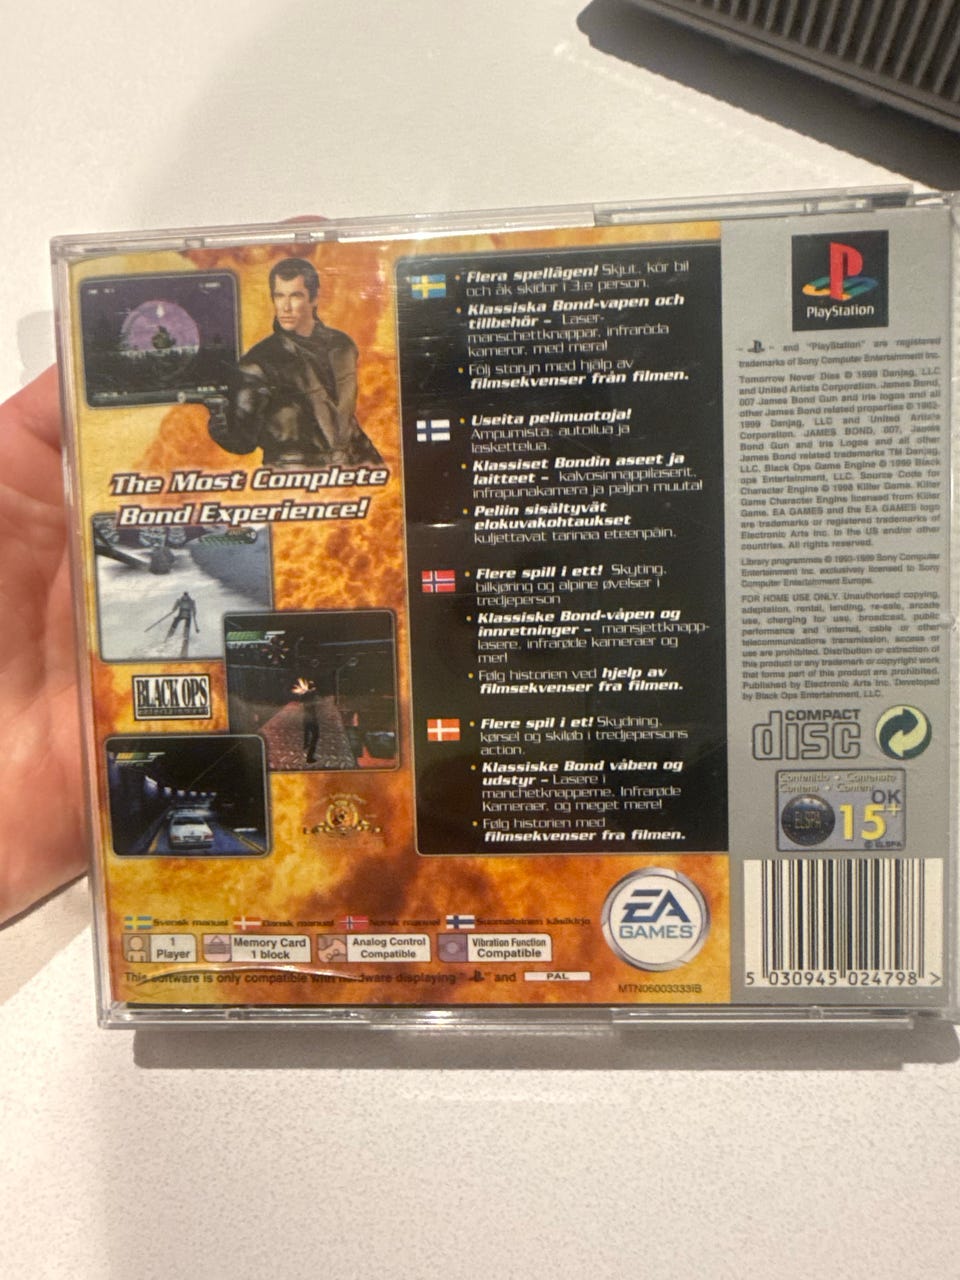 The Most Complete
Bond Experience!
BLACK OPS
entertainment
• Flera spellägen! Skjut, kör bil
och åk skidor i 3:e person.
• Klassiska Bond-vapen och
tillbehör – Laser-
manschettknappar, infraröda
kameror, med mera!
• Följ storyn med hjälp av
filmsekvenser från filmen.
• Useita pelimuotoja!
Ampumista, autoilua ja
laskettelua.
• Klassiset Bondin aseet ja
laitteet – kalvosinnappilaserit,
infrapunakamera ja paljon muuta!
• Peliin sisältyvät
elokuvakohtaukset
kuljettavat tarinaa eteenpäin.
• Flere spill i ett! Skyting,
bilkjøring og alpine øvelser i
tredjeperson
• Klassiske Bond-våpen og
innretninger – mansjettknapp-
lasere, infrarøde kameraer og
mer!
• Følg historien ved hjelp av
filmsekvenser fra filmen.
• Flere spil i et! Skydning,
kørsel og skiløb i tredjepersons
action.
• Klassiske Bond våben og
udstyr – Lasere i
manchetknapperne, Infrarøde
Kameraer, og meget mere!
• Følg historien med
filmsekvenser fra filmen.
Svensk manual Dansk manual Norsk manual Suomalainen käsikirja
1
Player
Memory Card
1 block
Analog Control
Compatible
Vibration Function
Compatible
This software is only compatible with hardware displaying " " and PAL
EA
GAMES™
MTN06003333IB
PlayStation
" " and "PlayStation" are registered
trademarks of Sony Computer Entertainment Inc.
Tomorrow Never Dies © 1999 Danjaq, LLC
and United Artists Corporation. James Bond,
007 James Bond Gun and Iris logos and all
other James Bond related properties © 1962-
1999 Danjaq, LLC and United Artists
Corporation. JAMES BOND, 007, James
Bond Gun and Iris Logos and all other
James Bond related trademarks TM Danjaq,
LLC. Black Ops Game Engine © 1999 Black
Ops Entertainment, LLC. Source Code for
Character Engine © 1998 Killer Game. Killer
Game Character Engine licensed from Killer
Game. EA GAMES and the EA GAMES logo
are trademarks or registered trademarks of
Electronic Arts Inc. in the US and/or other
countries. All rights reserved.
Library programmes © 1993-1999 Sony Computer
Entertainment Inc. exclusively licensed to Sony
Computer Entertainment Europe.
FOR HOME USE ONLY. Unauthorised copying,
adaptation, rental, lending, re-sale, arcade
use, charging for use, broadcast, public
performance and internet, cable or other
telecommunications transmission, access or
use are prohibited. Distribution or extraction of
this product or any trademark or copyright work
that forms part of this product are prohibited.
Published by Electronic Arts Inc. Developed
by Black Ops Entertainment, LLC.
COMPACT
disc
Contenido • Contenuto
Contenu • Content
ELSPA
OK
15+
© ELSPA
5 030945 024798 >